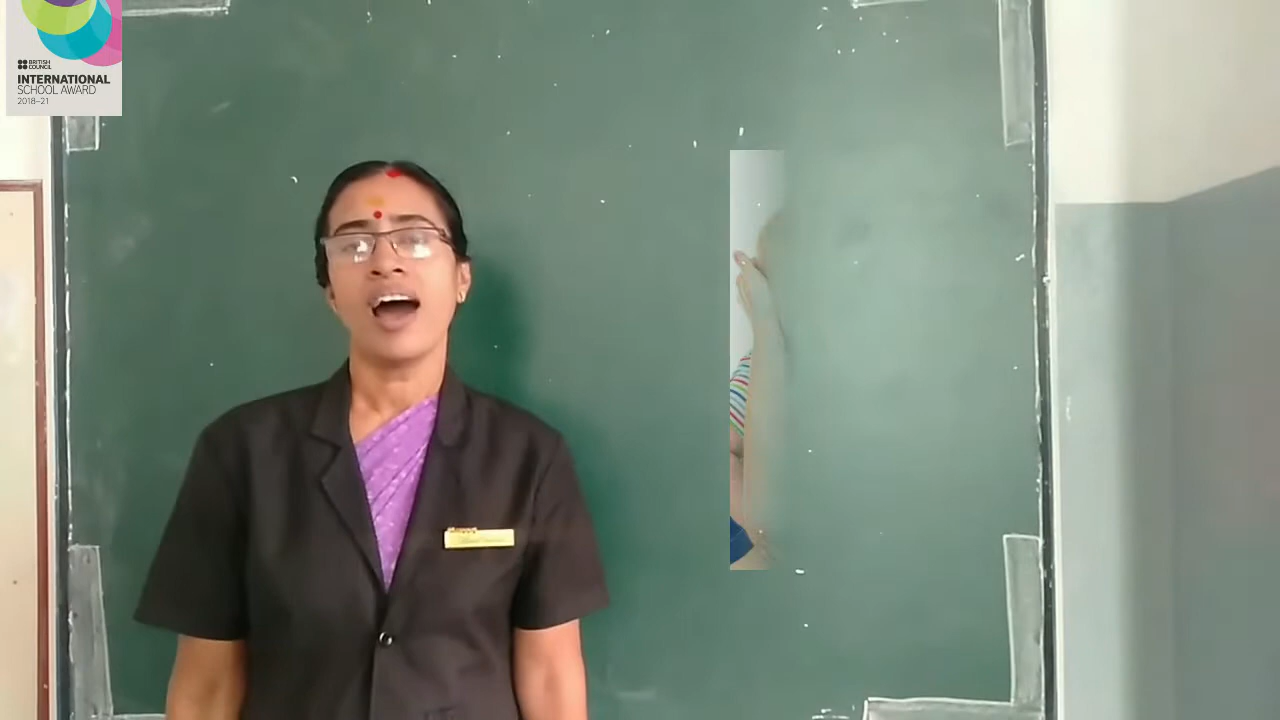 BRITISH
COUNCIL
INTERNATIONAL
SCHOOL AWARD
2018–21